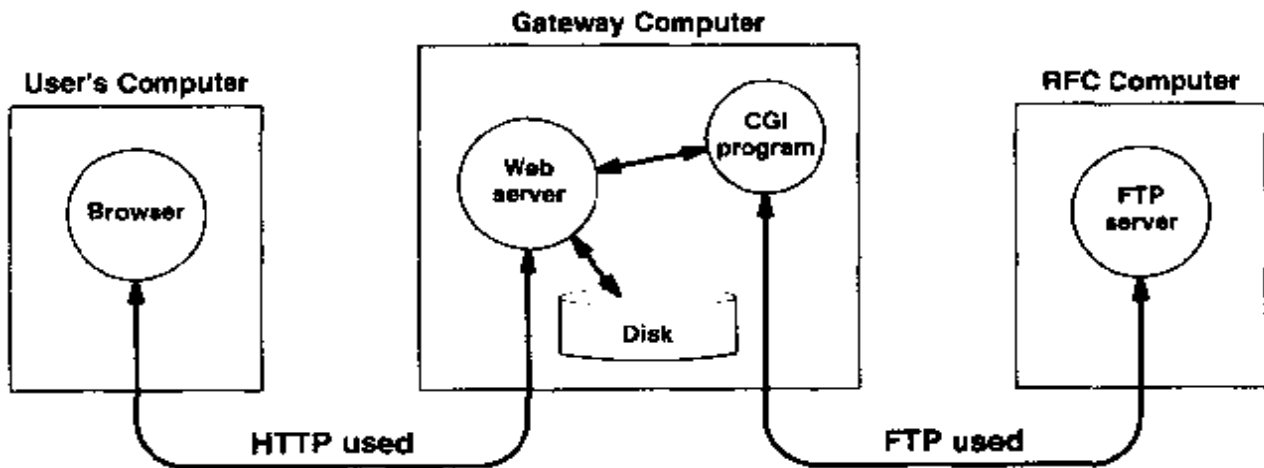 Gateway Computer
User's Computer
RFC Computer
CGI
program
Web
server
Browser
FTP
server
Disk
HTTP used
FTP used